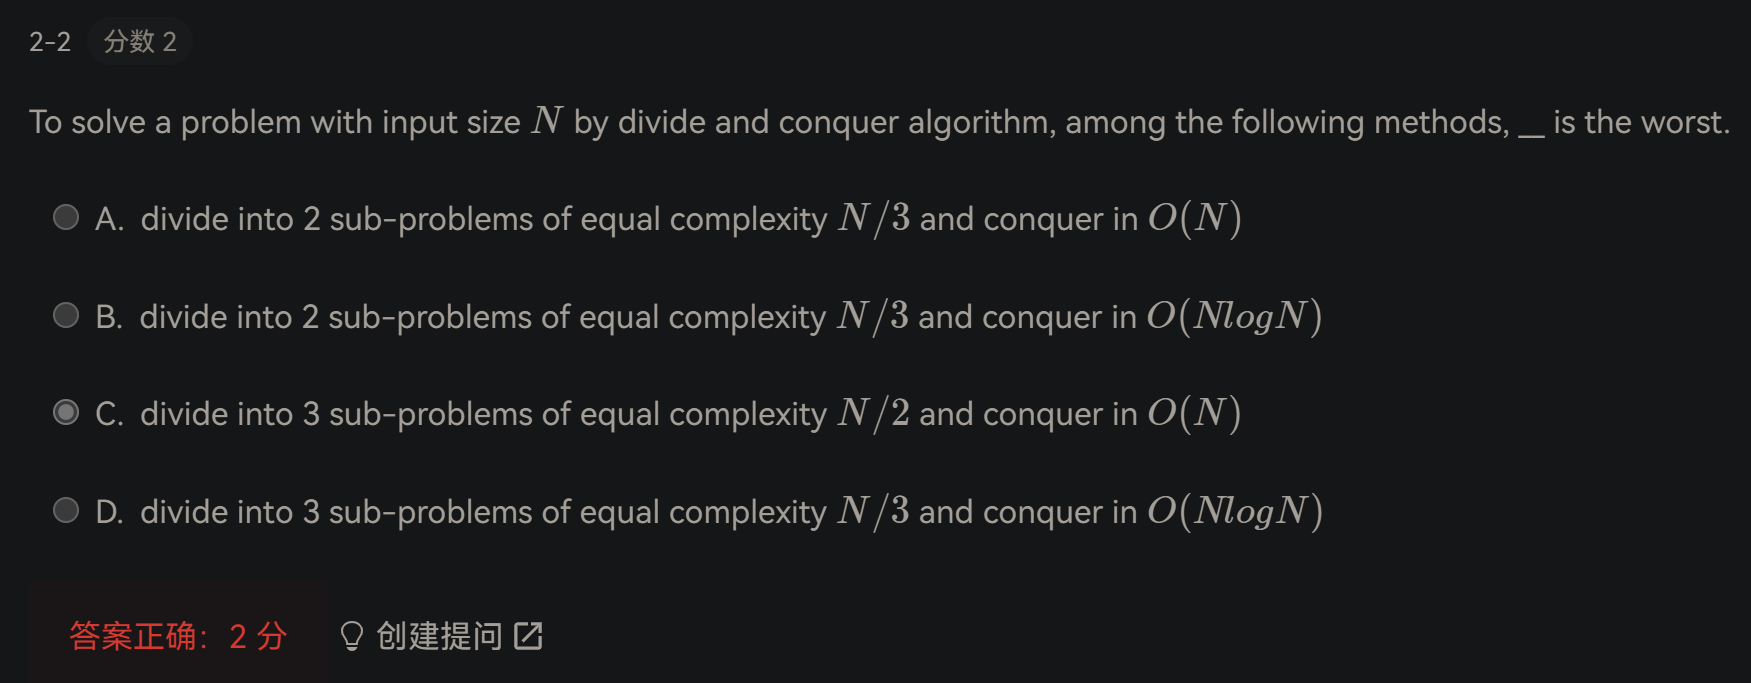 2-2 分数 2
To solve a problem with input size N by divide and conquer algorithm, among the following methods, __ is the worst.
A. divide into 2 sub-problems of equal complexity N/3 and conquer in O(N)
B. divide into 2 sub-problems of equal complexity N/3 and conquer in O(NlogN)
C. divide into 3 sub-problems of equal complexity N/2 and conquer in O(N)
D. divide into 3 sub-problems of equal complexity N/3 and conquer in O(NlogN)
答案正确：2 分 创建提问